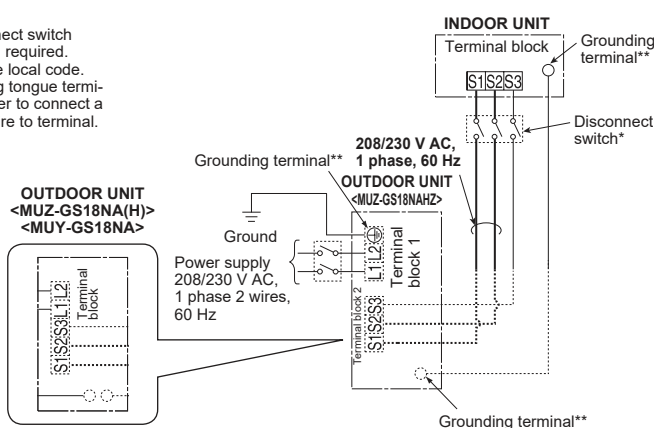 nect switch
required.
e local code.
g tongue termi-
er to connect a
re to terminal.
INDOOR UNIT
Terminal block
Grounding
terminal**
S1 S2 S3
Disconnect
switch*
208/230 V AC,
1 phase, 60 Hz
Grounding terminal**
OUTDOOR UNIT
<MUZ-GS18NAHZ>
OUTDOOR UNIT
<MUZ-GS18NA(H)>
<MUY-GS18NA>
Ground
Power supply
208/230 V AC,
1 phase 2 wires,
60 Hz
L1 L2
Terminal
block 1
Terminal block 2
S1 S2 S3
S1 S2 S3 L1 L2
Terminal
block
Grounding terminal**